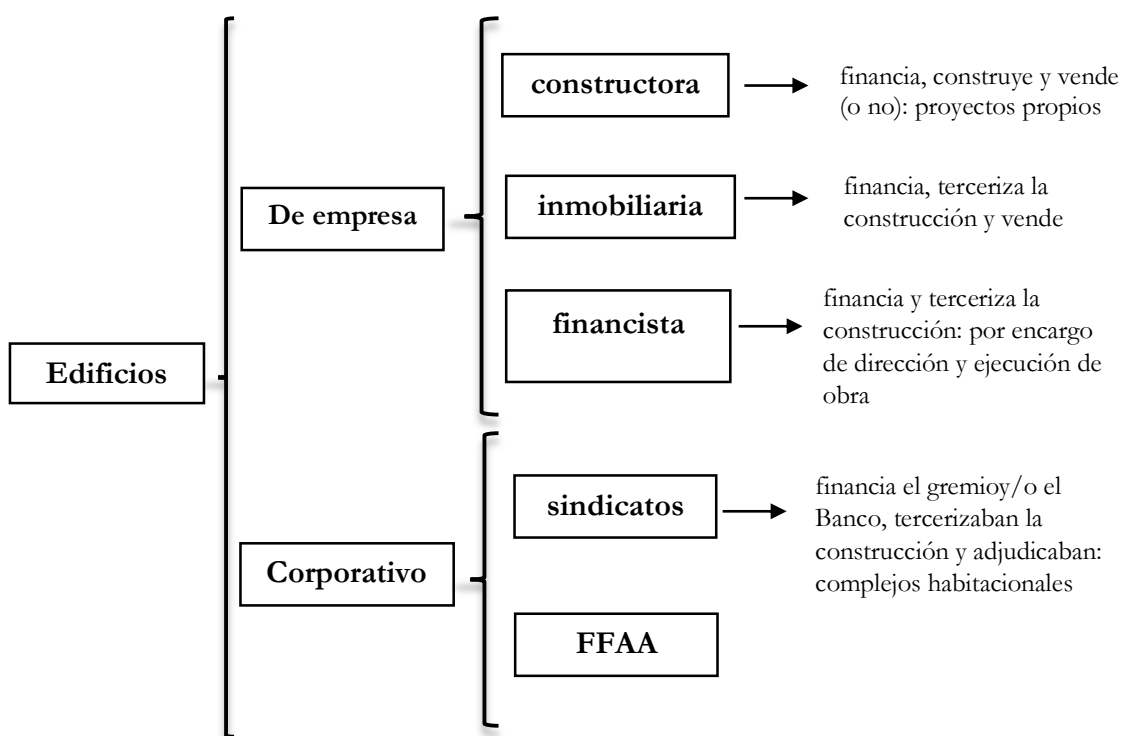 Edificios
De empresa
constructora
financia, construye y vende
(o no): proyectos propios
inmobiliaria
financia, terceriza la
construcción y vende
financista
financia y terceriza la
construcción: por encargo
de dirección y ejecución de
obra
Corporativo
sindicatos
financia el gremioy/o el
Banco, tercerizaban la
construcción y adjudicaban:
complejos habitacionales
FFAA